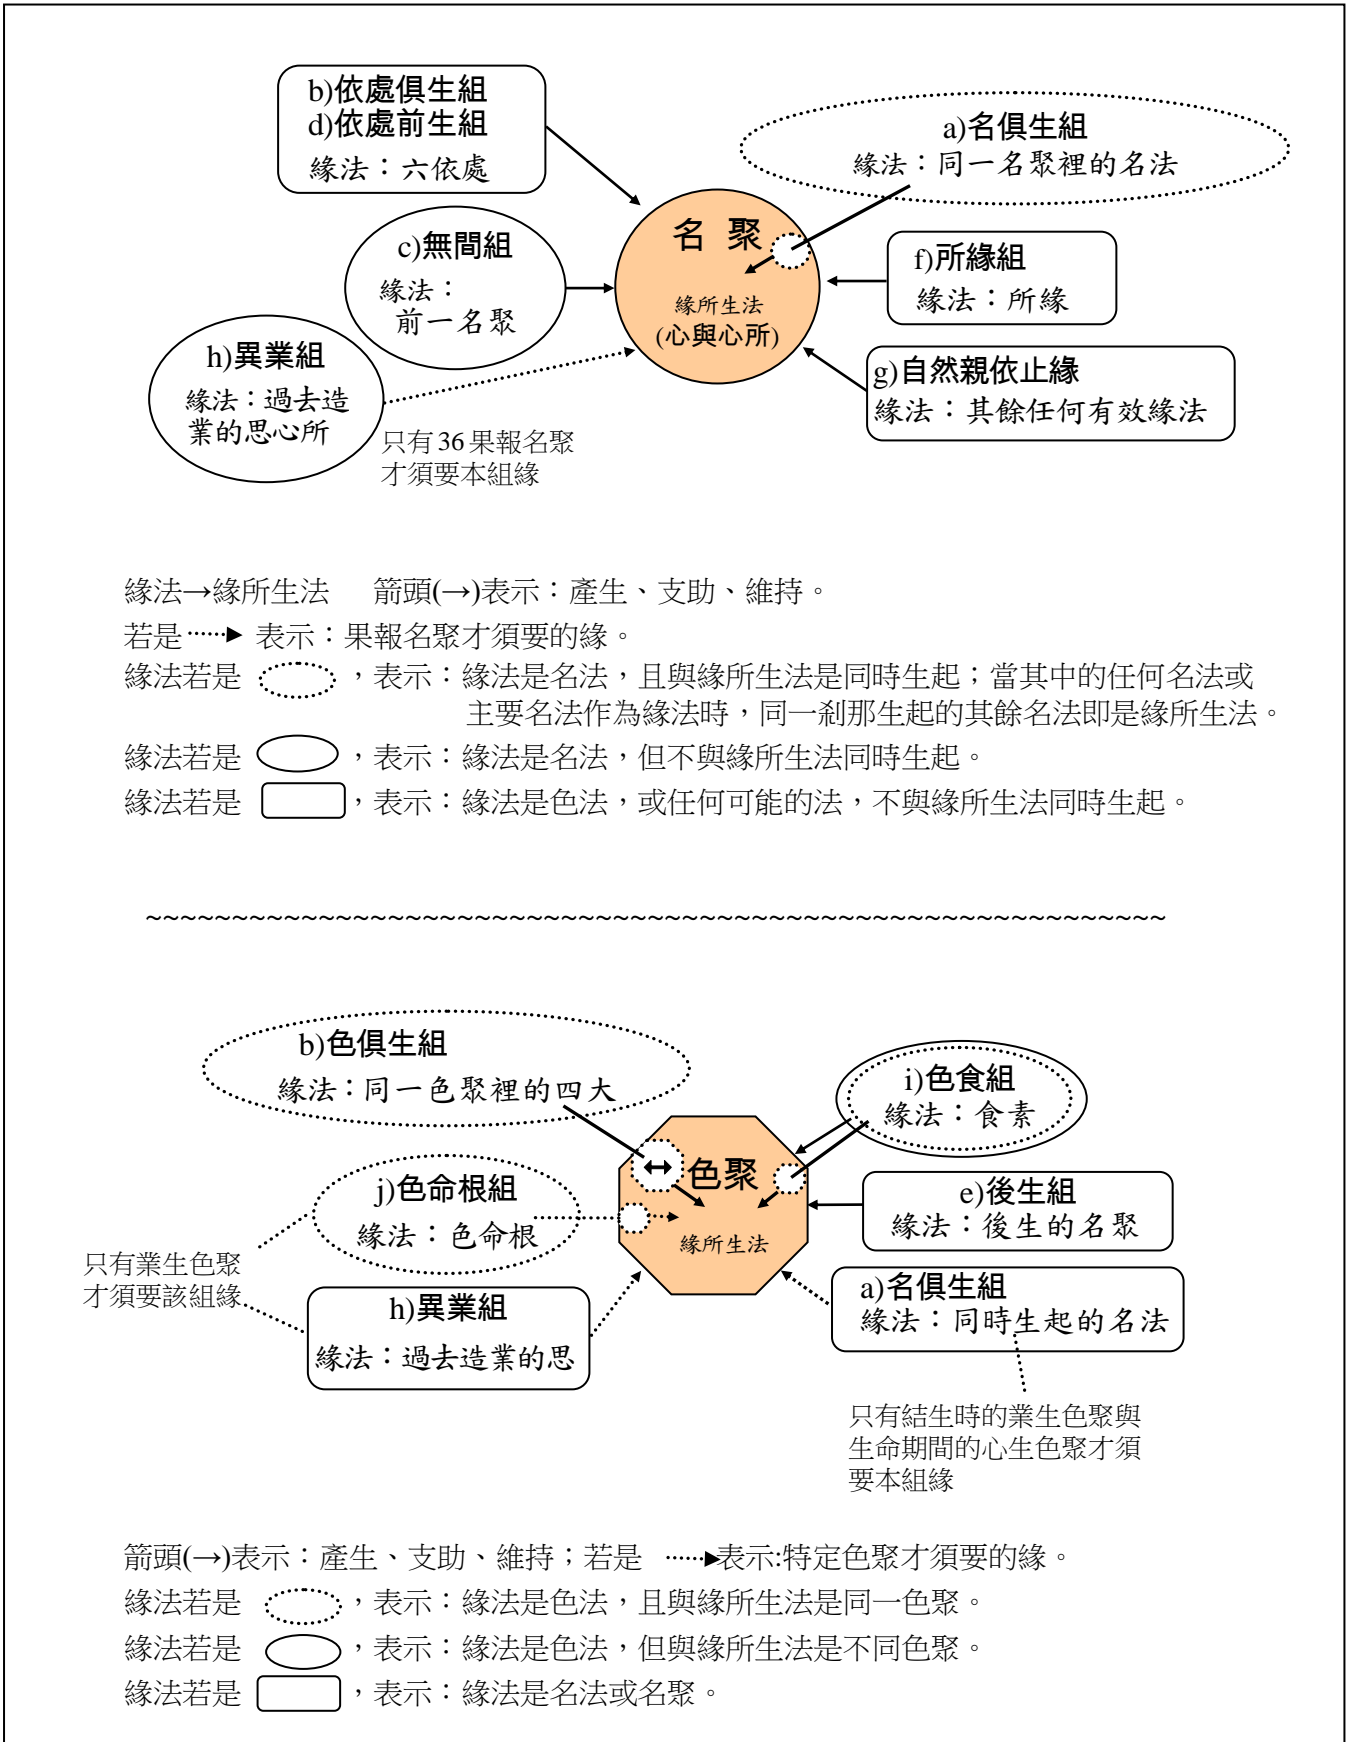 b)依處俱生組
d)依處前生組
緣法：六依處
a)名俱生組
緣法：同一名聚裡的名法
名 聚
緣所生法
(心與心所)
c)無間組
緣法：
前一名聚
f)所緣組
緣法：所緣
h)異業組
緣法：過去造
業的思心所
g)自然親依止緣
緣法：其餘任何有效緣法
只有36果報名聚
才須要本組緣
緣法→緣所生法 箭頭(→)表示：產生、支助、維持。
若是 表示：果報名聚才須要的緣。
緣法若是 ，表示：緣法是名法，且與緣所生法是同時生起；當其中的任何名法或
主要名法作為緣法時，同一剎那生起的其餘名法即是緣所生法。
緣法若是 ，表示：緣法是名法，但不與緣所生法同時生起。
緣法若是 ，表示：緣法是色法，或任何可能的法，不與緣所生法同時生起。
~~~~~~~~~~~~~~~~~~~~~~~~~~~~~~~~~~~~~~~~~~~~~~~~~~~~~~~~~~~~
b)色俱生組
緣法：同一色聚裡的四大
i)色食組
緣法：食素
色聚
緣所生法
j)色命根組
緣法：色命根
e)後生組
緣法：後生的名聚
只有業生色聚
才須要該組緣
h)異業組
緣法：過去造業的思
a)名俱生組
緣法：同時生起的名法
只有結生時的業生色聚與
生命期間的心生色聚才須
要本組緣
箭頭(→)表示：產生、支助、維持；若是 表示:特定色聚才須要的緣。
緣法若是 ，表示：緣法是色法，且與緣所生法是同一色聚。
緣法若是 ，表示：緣法是色法，但與緣所生法是不同色聚。
緣法若是 ，表示：緣法是名法或名聚。